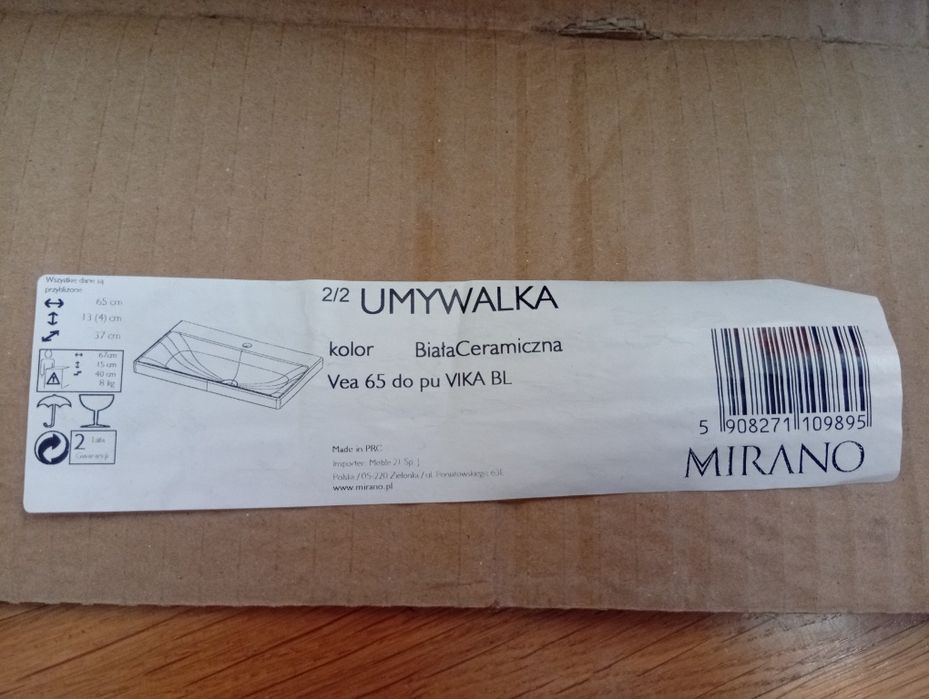 Wszystkie dane są
przybliżone
65 cm
13 (4) cm
37 cm
67cm
15 cm
40 cm
8 kg
2 Lata
Gwarancji
2/2 UMYWALKA
kolor BiałaCeramiczna
Vea 65 do pu VIKA BL
Made in PRC
Importer: Meble 21 Sp. J
Polska / 05-220 Zielonka / ul. Poniatowskiego 63E
www.mirano.pl
5 908271 109895
MIRANO